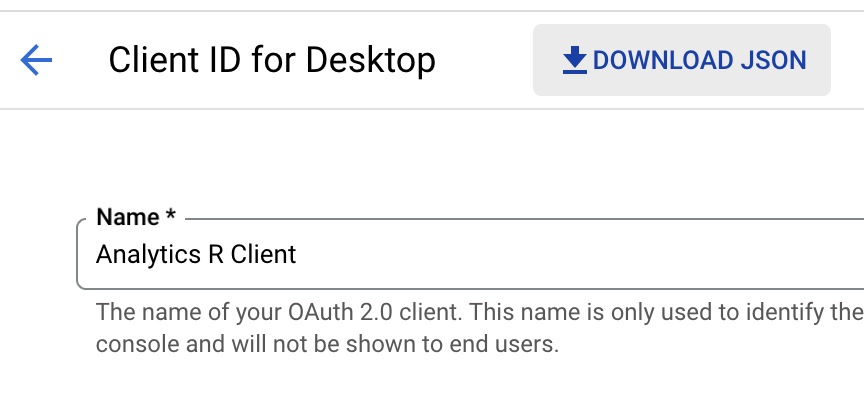 Client ID for Desktop
DOWNLOAD JSON
Name *
Analytics R Client
The name of your OAuth 2.0 client. This name is only used to identify the
console and will not be shown to end users.